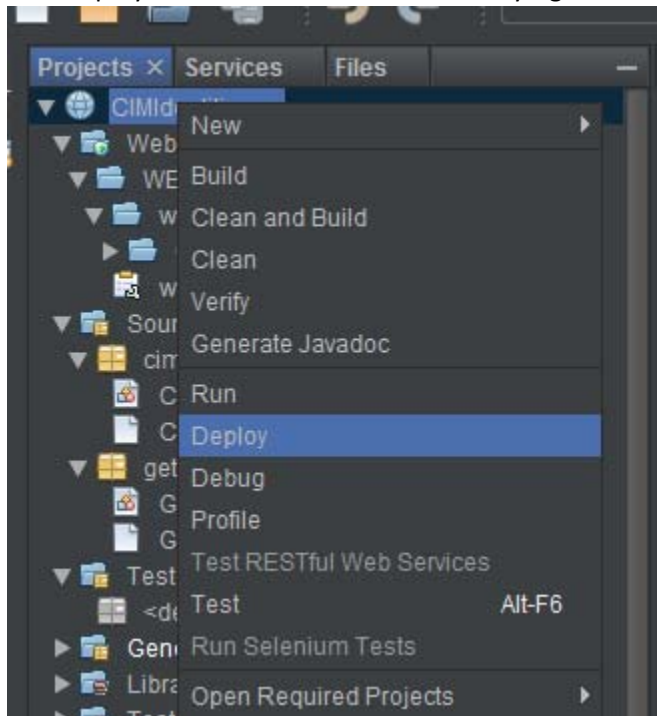 Projects × Services Files
CIMId
New
Web
Build
WE
Clean and Build
w
Clean
w
Verify
Sour
Generate Javadoc
cim
C
Run
C
Deploy
get
Debug
G
Profile
G
Test RESTful Web Services
Test
Test Alt-F6
<de
Run Selenium Tests
Gene
Libra
Open Required Projects